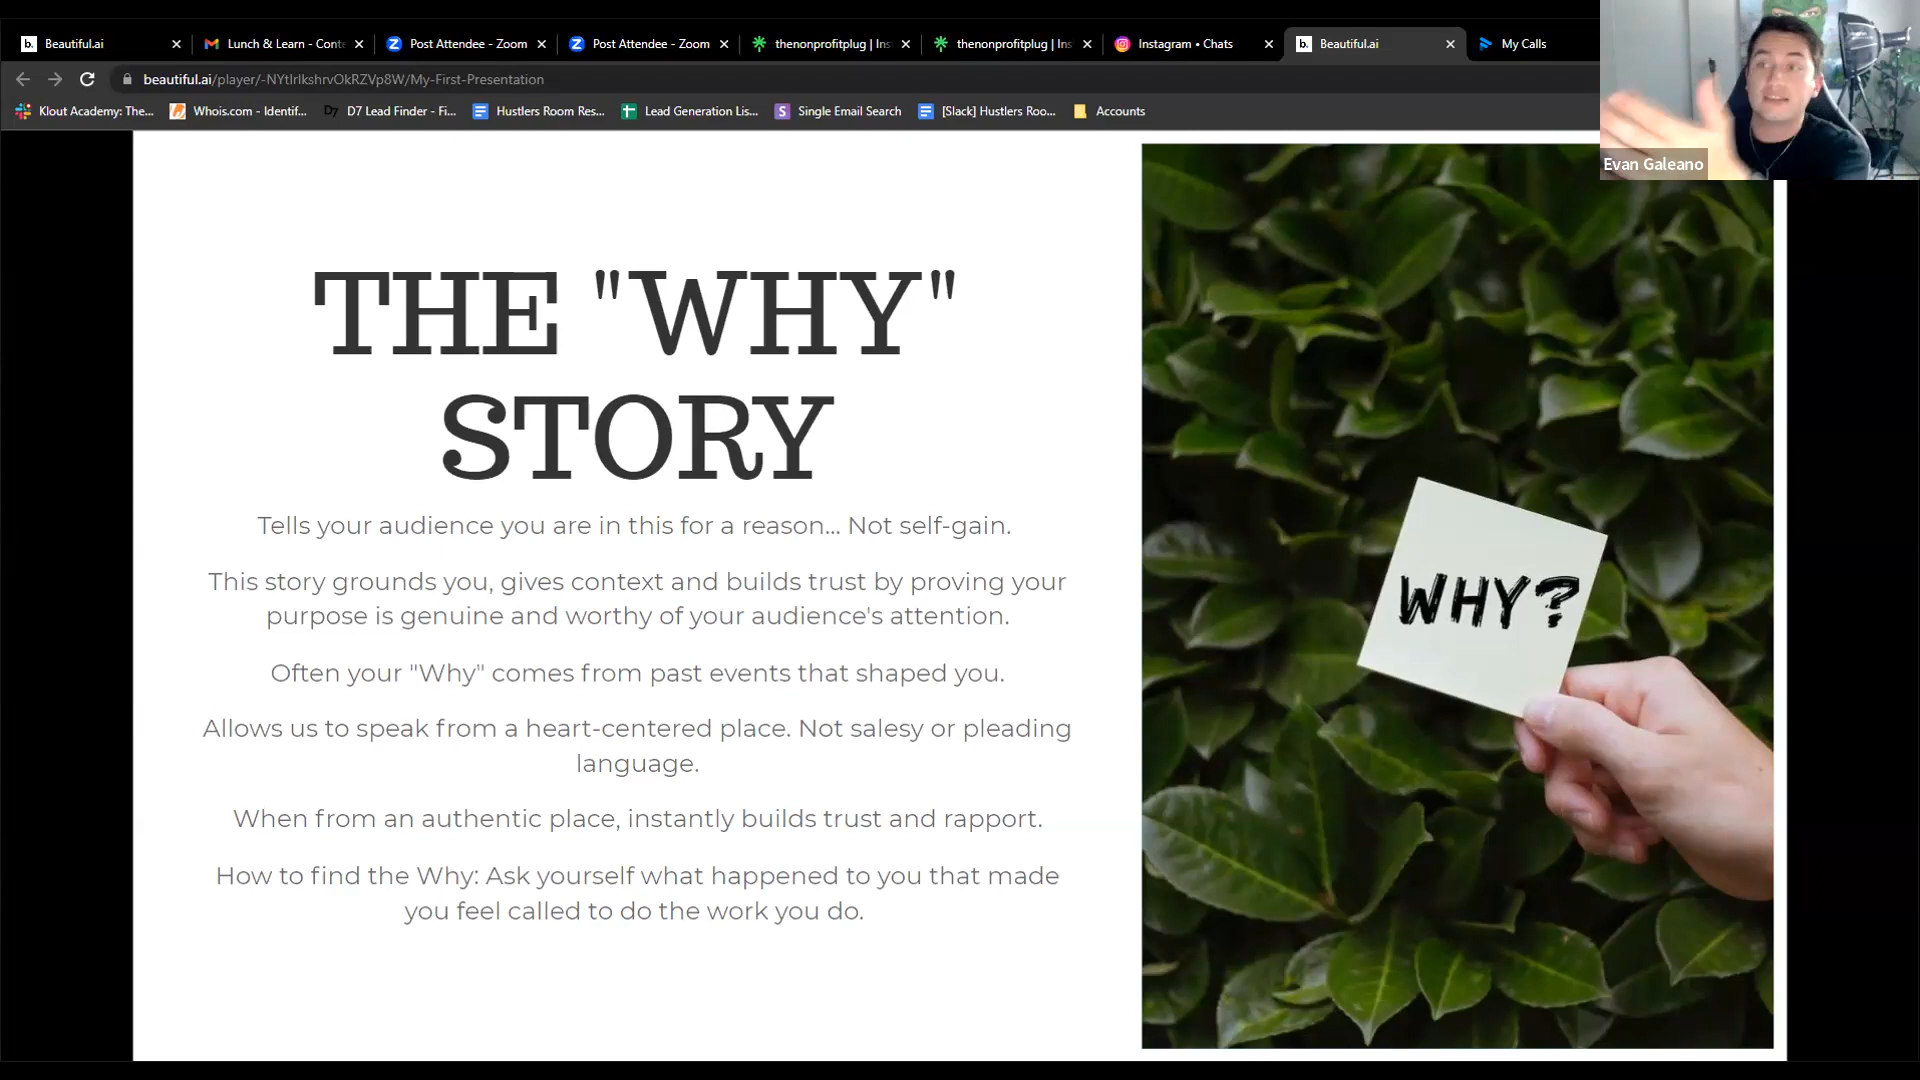 Beautiful.ai
Lunch & Learn - Cont
Post Attendee - Zoom
Post Attendee - Zoom
thenonprofitplug | Ins
thenonprofitplug | Ins
Instagram • Chats
Beautiful.ai
My Calls
beautiful.ai/player/-NYtlrlkshrvOkRZVp8W/My-First-Presentation
Klout Academy: The...
Whois.com - Identif...
D7 Lead Finder - Fi...
Hustlers Room Res...
Lead Generation Lis...
Single Email Search
[Slack] Hustlers Roo...
Accounts
Evan Galeano
THE "WHY"
STORY
Tells your audience you are in this for a reason... Not self-gain.
This story grounds you, gives context and builds trust by proving your
purpose is genuine and worthy of your audience's attention.
Often your "Why" comes from past events that shaped you.
Allows us to speak from a heart-centered place. Not salesy or pleading
language.
When from an authentic place, instantly builds trust and rapport.
How to find the Why: Ask yourself what happened to you that made
you feel called to do the work you do.
WHY?